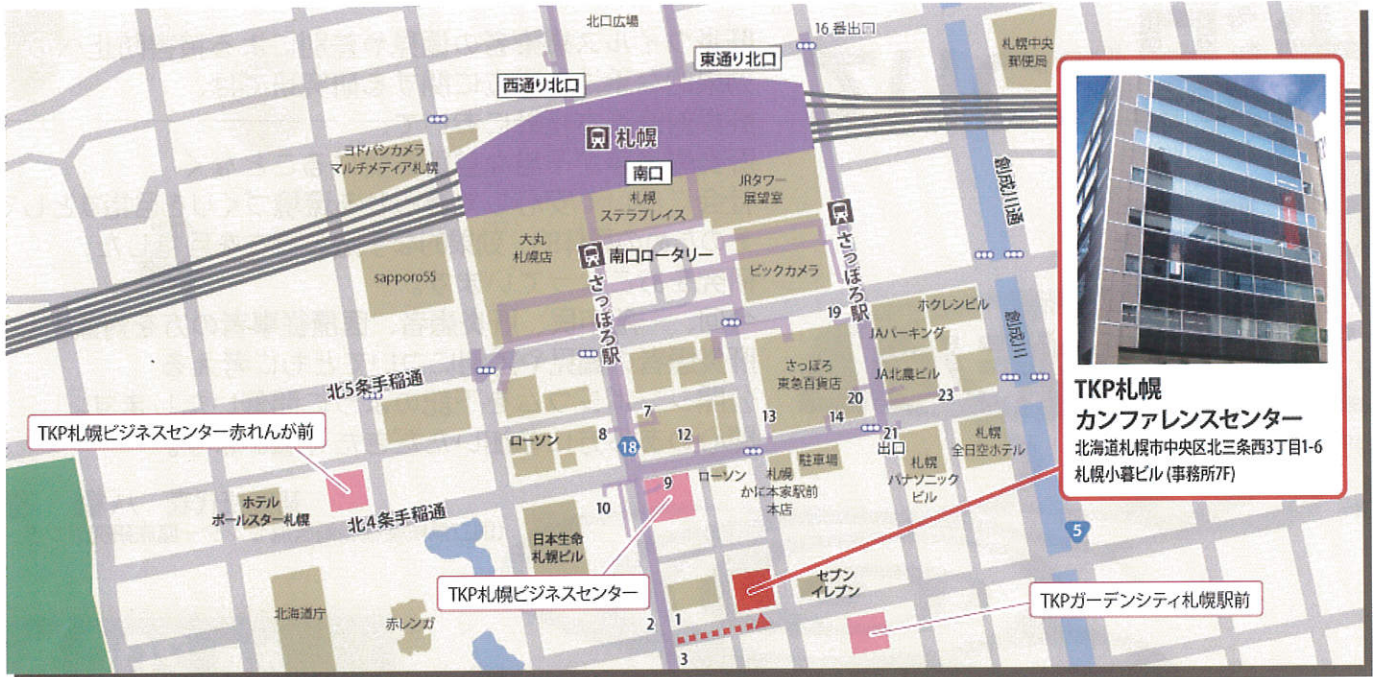 北口広場
16番出口
札幌中央
郵便局
東通り北口
西通り北口
札幌
ヨドバシカメラ
マルチメディア札幌
南口
札幌
ステラプレイス
JRタワー
展望室
創成川通
大丸
札幌店
南口ロータリー
さっぽろ駅
さっぽろ駅
sapporo55
ビックカメラ
ホクレンビル
19
JAパーキング
創成川
さっぽろ
東急百貨店
JA北農ビル
20
23
北5条手稲通
7
8
12
13
14
18
21
出口
ローソン
札幌
全日空ホテル
TKP札幌
カンファレンスセンター
北海道札幌市中央区北三条西3丁目1-6
札幌小暮ビル (事務所7F)
TKP札幌ビジネスセンター赤れんが前
駐車場
ローソン
札幌
かに本家駅前
本店
札幌
パナソニック
ビル
9
10
ホテル
ポールスター札幌
北4条手稲通
日本生命
札幌ビル
5
TKP札幌ビジネスセンター
セブン
イレブン
TKPガーデンシティ札幌駅前
北海道庁
赤レンガ
1
2
3